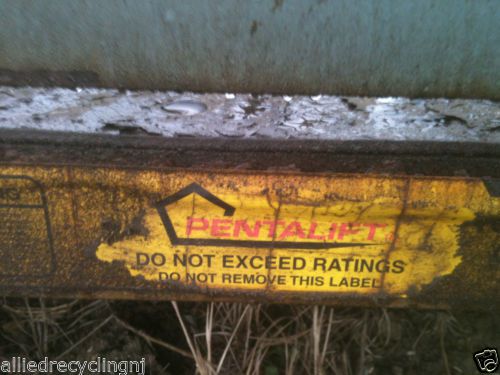 PENTALIFT
DO NOT EXCEED RATINGS
DO NOT REMOVE THIS LABEL
alliedrecyclingnj